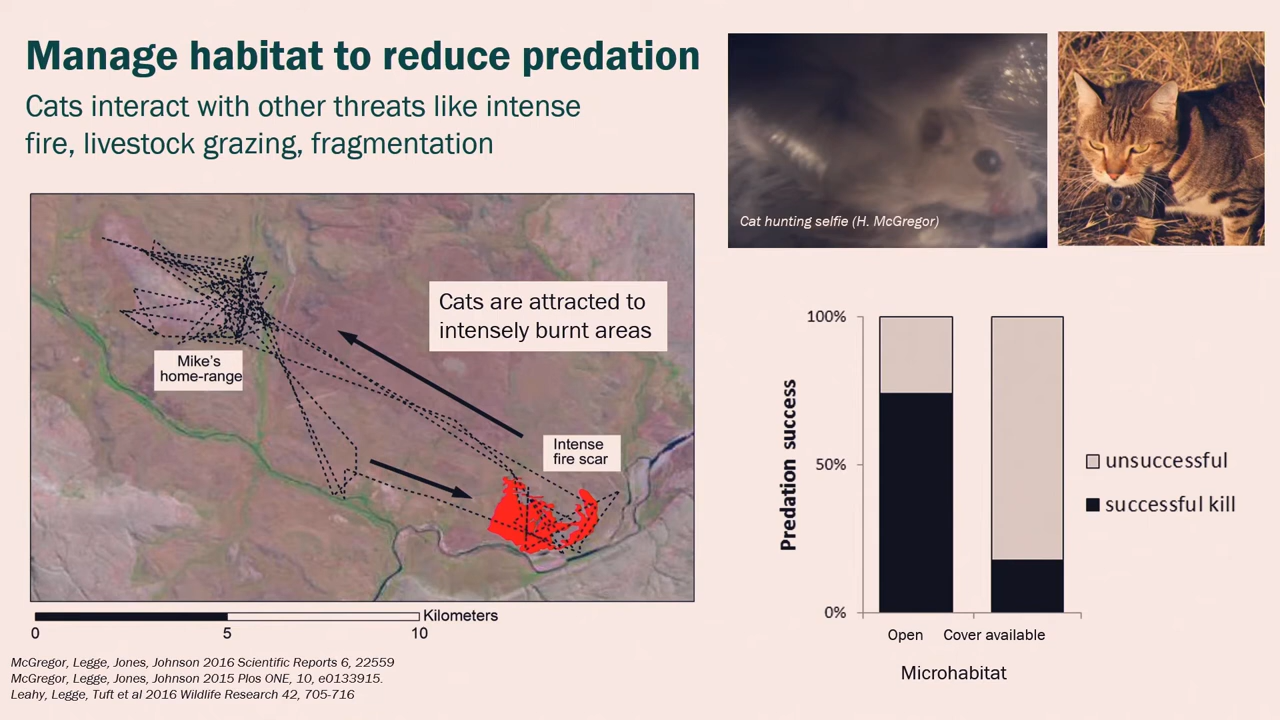 Manage habitat to reduce predation
Cats interact with other threats like intense
fire, livestock grazing, fragmentation
Cat hunting selfie (H. McGregor)
Cats are attracted to
intensely burnt areas
Mike's
home-range
Intense
fire scar
Kilometers
0
5
10
McGregor, Legge, Jones, Johnson 2016 Scientific Reports 6, 22559
McGregor, Legge, Jones, Johnson 2015 Plos ONE, 10, e0133915.
Leahy, Legge, Tuft et al 2016 Wildlife Research 42, 705-716
Predation success
100%
50%
0%
Open
Cover available
Microhabitat
unsuccessful
successful kill